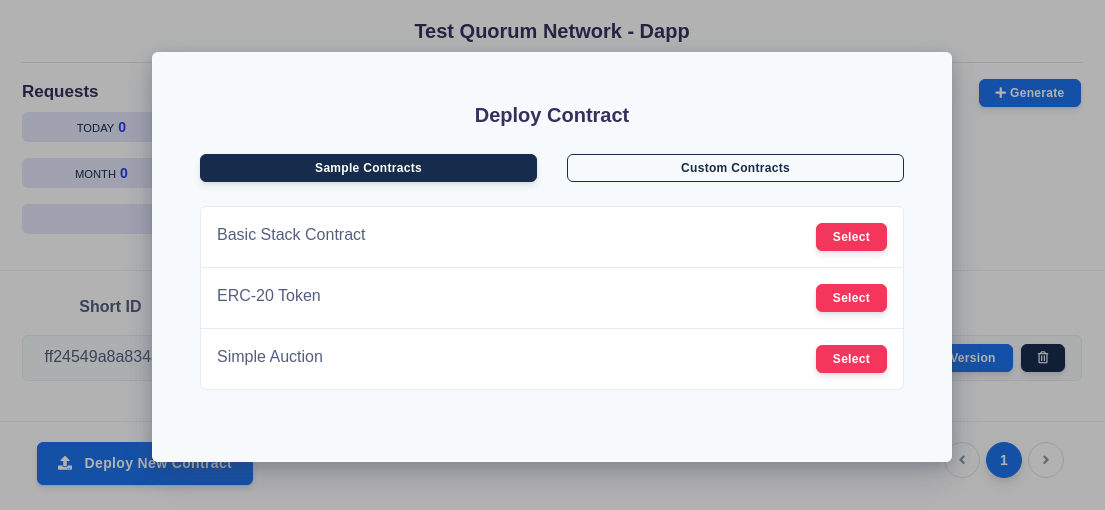 Test Quorum Network - Dapp
Requests
Generate
TODAY 0
MONTH 0
Deploy Contract
Sample Contracts
Custom Contracts
Basic Stack Contract
Select
ERC-20 Token
Select
Simple Auction
Select
Short ID
ff24549a8a834
Version
Deploy New Contract
1